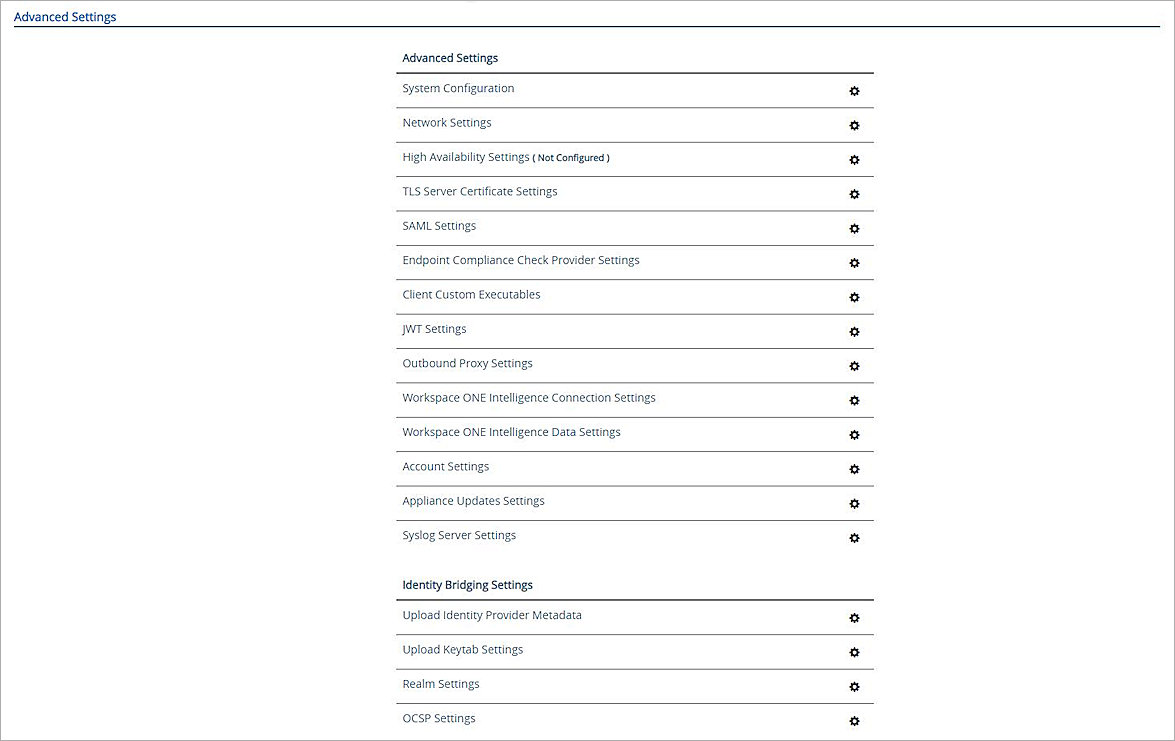 Advanced Settings
Advanced Settings
System Configuration
Network Settings
High Availability Settings ( Not Configured )
TLS Server Certificate Settings
SAML Settings
Endpoint Compliance Check Provider Settings
Client Custom Executables
JWT Settings
Outbound Proxy Settings
Workspace ONE Intelligence Connection Settings
Workspace ONE Intelligence Data Settings
Account Settings
Appliance Updates Settings
Syslog Server Settings
Identity Bridging Settings
Upload Identity Provider Metadata
Upload Keytab Settings
Realm Settings
OCSP Settings